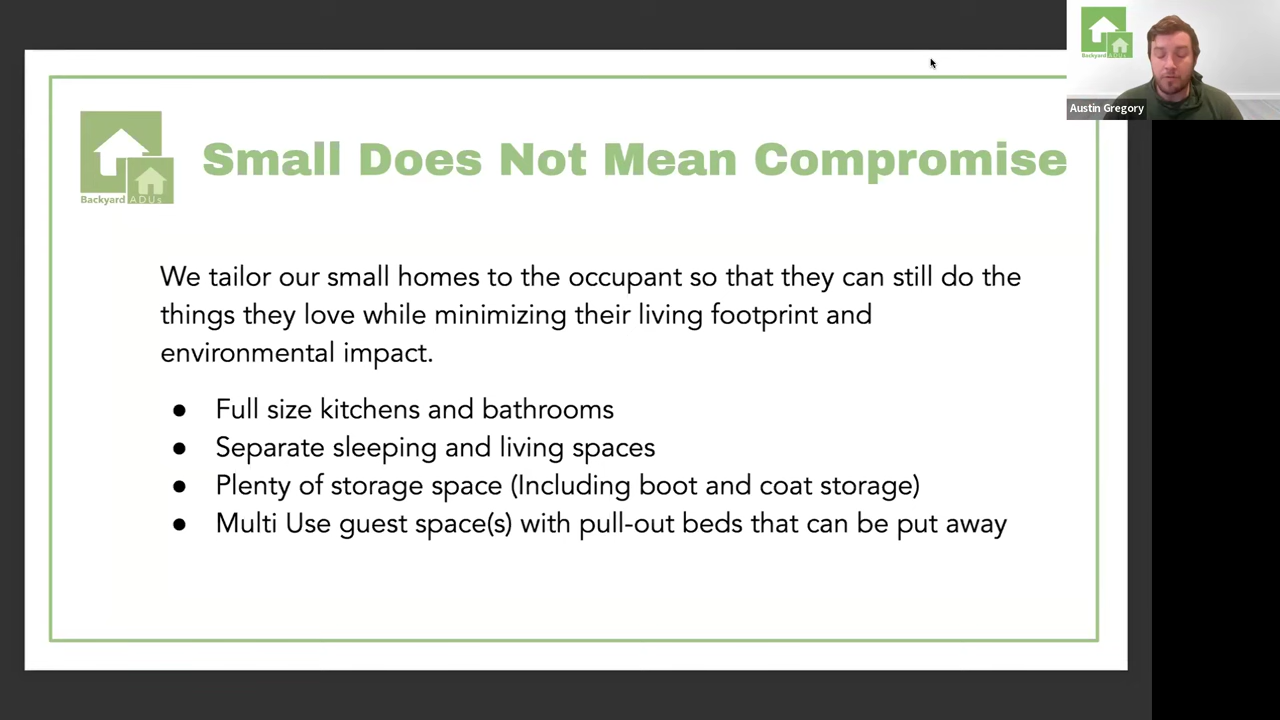 Backyard ADUs
Austin Gregory
Small Does Not Mean Compromise
Backyard ADUs
We tailor our small homes to the occupant so that they can still do the
things they love while minimizing their living footprint and
environmental impact.
● Full size kitchens and bathrooms
● Separate sleeping and living spaces
● Plenty of storage space (Including boot and coat storage)
● Multi Use guest space(s) with pull-out beds that can be put away